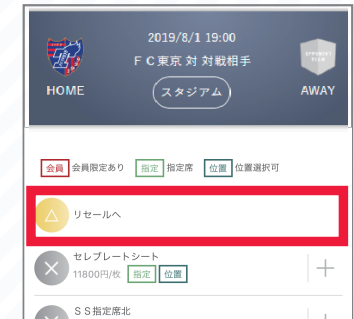 2019/8/1 19:00
FC東京 対 対戦相手
HOME
スタジアム
AWAY
会員 会員限定あり 指定 指定席 位置 位置選択可
リセールへ
セレブレートシート
11800円/枚 指定 位置
SS指定席北